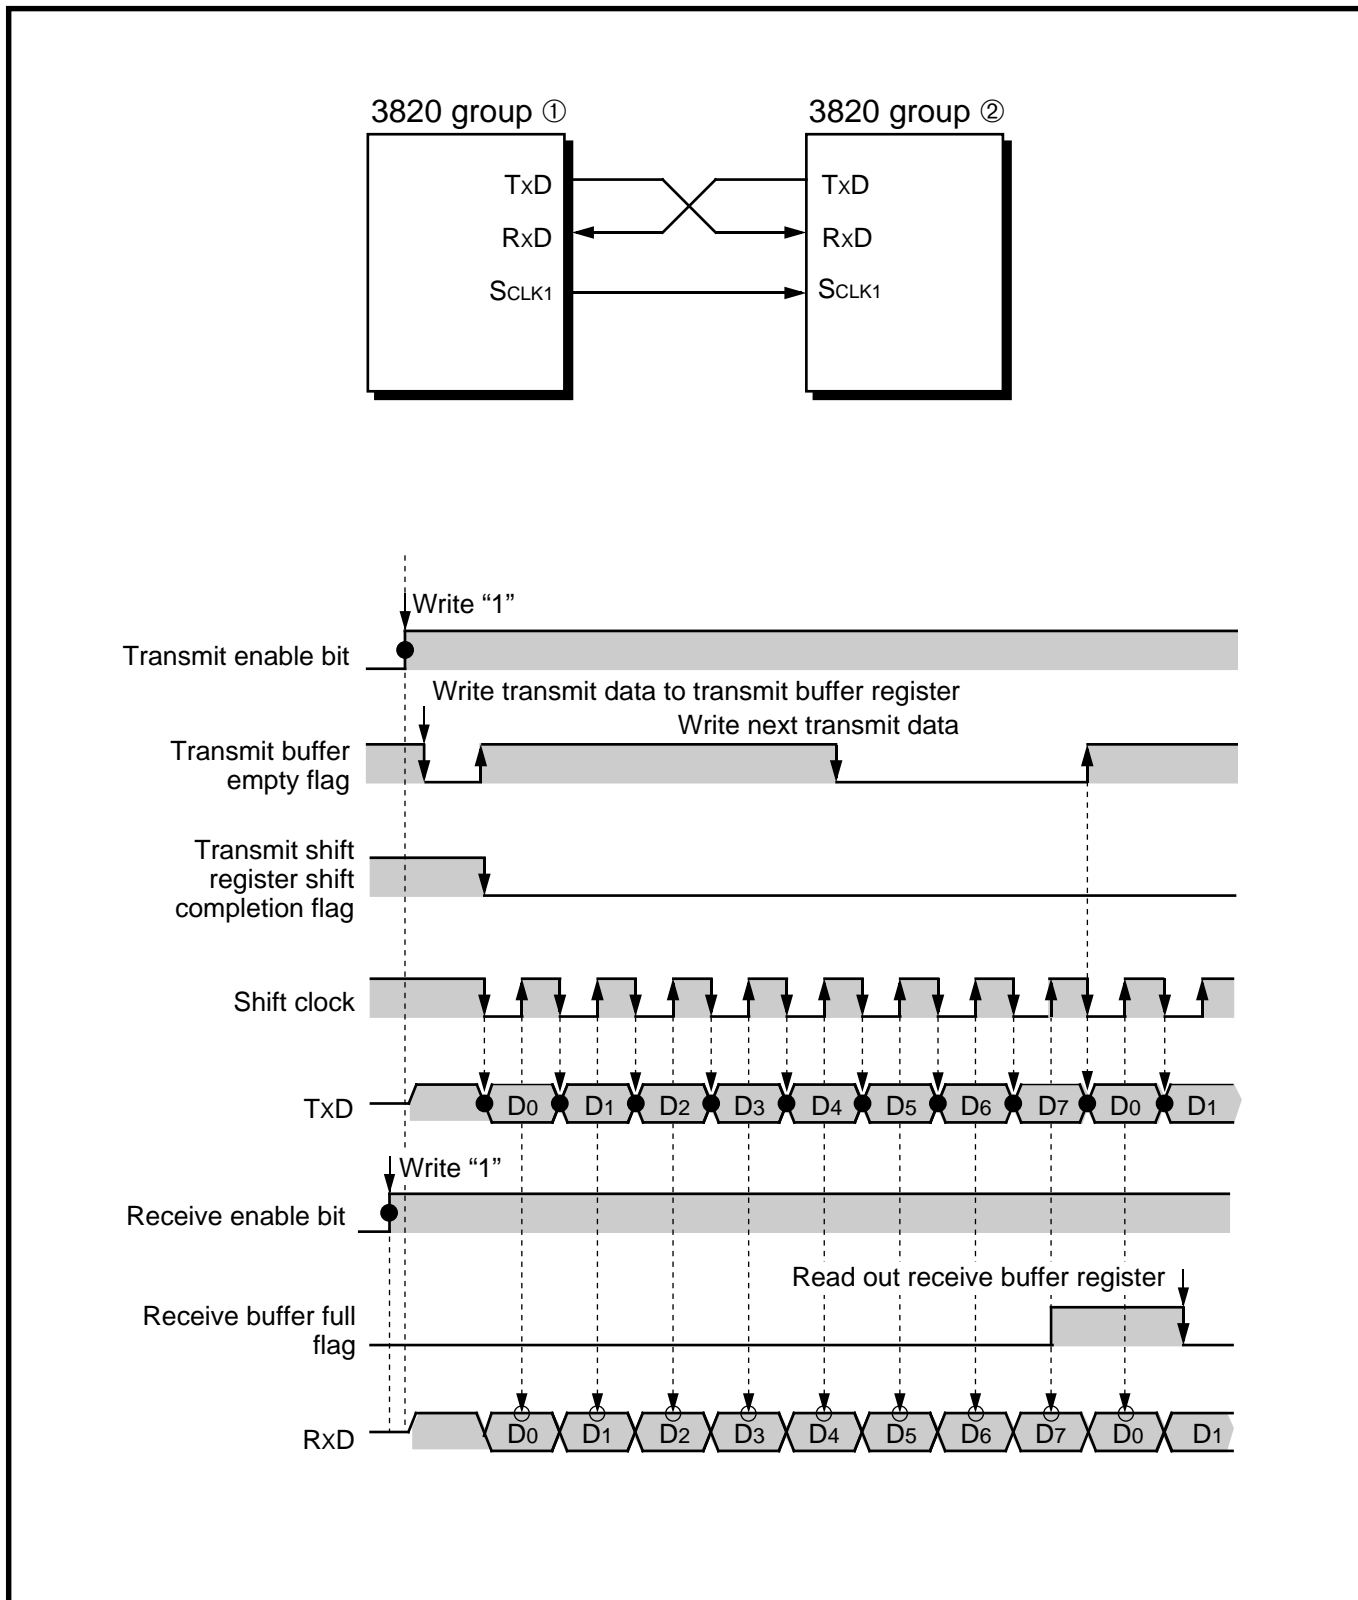 3820 group ①
3820 group ②
TxD
TxD
RxD
RxD
SCLK1
SCLK1
Write “1”
Transmit enable bit
Write transmit data to transmit buffer register
Write next transmit data
Transmit buffer
empty flag
Transmit shift
register shift
completion flag
Shift clock
TxD
D0 D1 D2 D3 D4 D5 D6 D7 D0 D1
Write “1”
Receive enable bit
Read out receive buffer register
Receive buffer full
flag
RxD
D0 D1 D2 D3 D4 D5 D6 D7 D0 D1